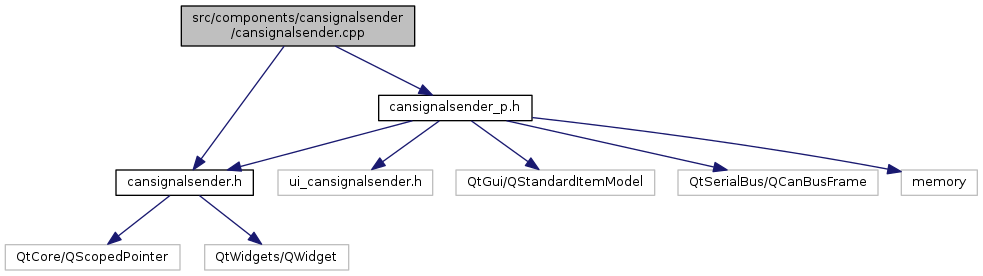 src/components/cansignalsender
/cansignalsender.cpp
cansignalsender_p.h
cansignalsender.h
ui_cansignalsender.h
QtGui/QStandardItemModel
QtSerialBus/QCanBusFrame
memory
QtCore/QScopedPointer
QtWidgets/QWidget